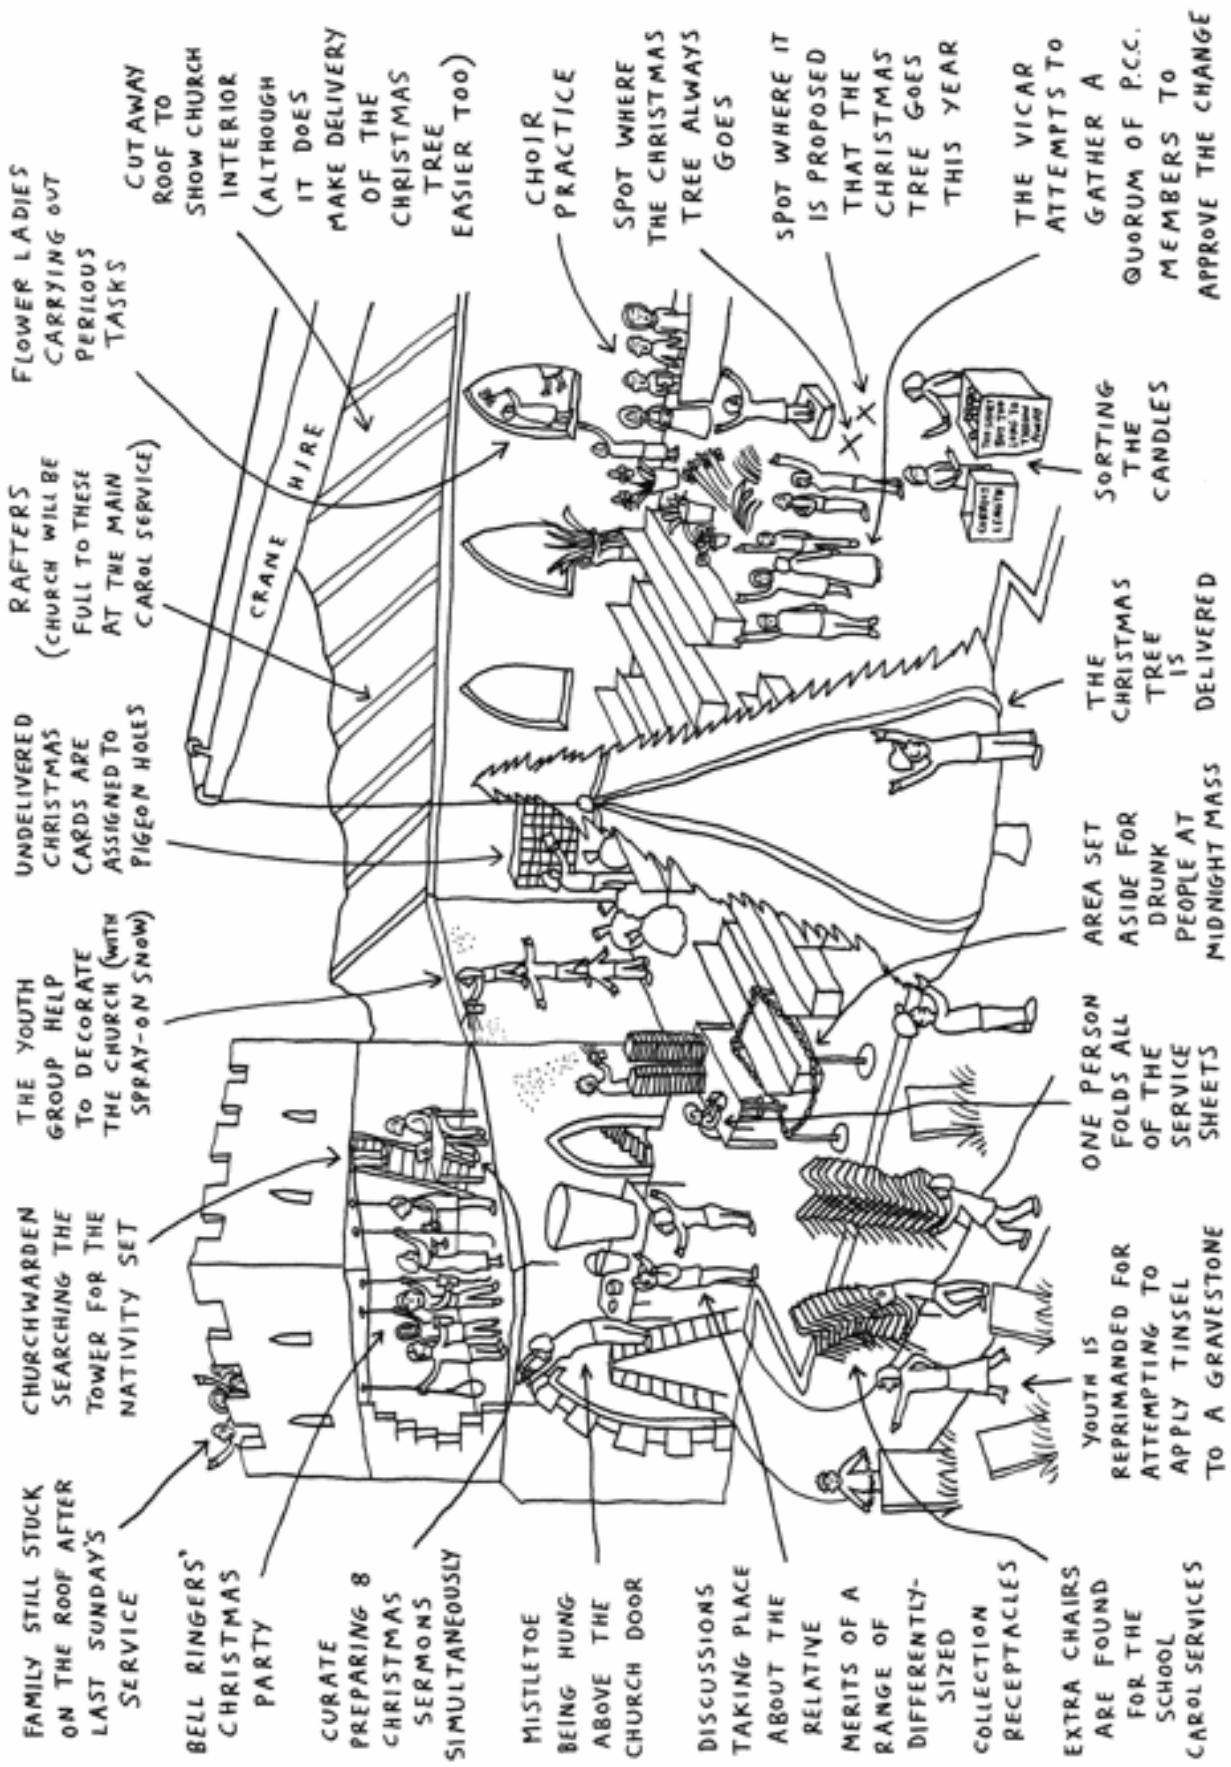 FAMILY STILL STUCK
ON THE ROOF AFTER
LAST SUNDAY'S
SERVICE
CHURCHWARDEN
SEARCHING THE
TOWER FOR THE
NATIVITY SET
THE YOUTH
GROUP HELP
TO DECORATE
THE CHURCH (WITH
SPRAY-ON SNOW)
UNDELIVERED
CHRISTMAS
CARDS ARE
ASSIGNED TO
PIGEON HOLES
RAFTERS
(CHURCH WILL BE
FULL TO THESE
AT THE MAIN
CAROL SERVICE)
FLOWER LADIES
CARRYING OUT
PERILOUS
TASKS
CUTAWAY
ROOF TO
SHOW CHURCH
INTERIOR
(ALTHOUGH
IT DOES
MAKE DELIVERY
OF THE
CHRISTMAS
TREE
EASIER TOO)
CRANE HIRE
BELL RINGERS'
CHRISTMAS
PARTY
CURATE
PREPARING 8
CHRISTMAS
SERMONS
SIMULTANEOUSLY
MISTLETOE
BEING HUNG
ABOVE THE
CHURCH DOOR
DISCUSSIONS
TAKING PLACE
ABOUT THE
RELATIVE
MERITS OF A
RANGE OF
DIFFERENTLY-
SIZED
COLLECTION
RECEPTACLES
EXTRA CHAIRS
ARE FOUND
FOR THE
SCHOOL
CAROL SERVICES
CHOIR
PRACTICE
SPOT WHERE
THE CHRISTMAS
TREE ALWAYS
GOES
SPOT WHERE IT
IS PROPOSED
THAT THE
CHRISTMAS
TREE GOES
THIS YEAR
THE VICAR
ATTEMPTS TO
GATHER A
QUORUM OF P.C.C.
MEMBERS TO
APPROVE THE CHANGE
YOUTH IS
REPRIMANDED FOR
ATTEMPTING TO
APPLY TINSEL
TO A GRAVESTONE
ONE PERSON
FOLDS ALL
OF THE
SERVICE
SHEETS
AREA SET
ASIDE FOR
DRUNK
PEOPLE AT
MIDNIGHT MASS
THE
CHRISTMAS
TREE
IS
DELIVERED
SORTING
THE
CANDLES
LENGTH